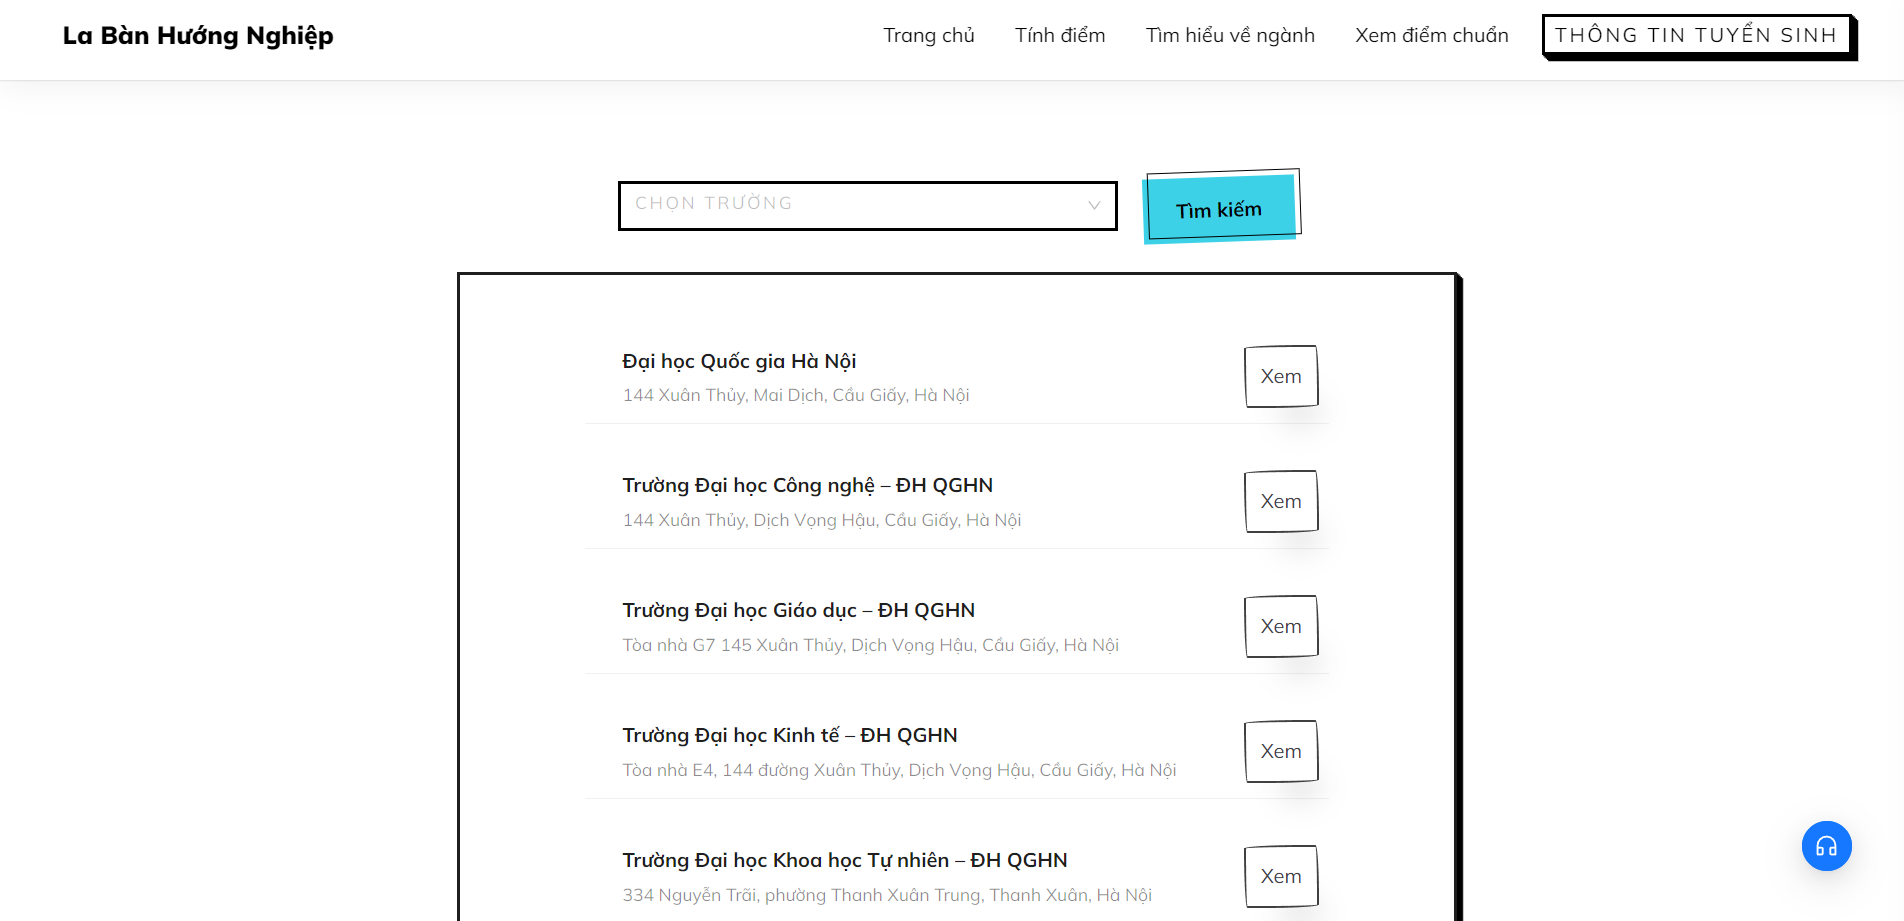 La Bàn Hướng Nghiệp
Trang chủ
Tính điểm
Tìm hiểu về ngành
Xem điểm chuẩn
THÔNG TIN TUYỂN SINH
CHỌN TRƯỜNG
Tìm kiếm
Đại học Quốc gia Hà Nội
144 Xuân Thủy, Mai Dịch, Cầu Giấy, Hà Nội
Xem
Trường Đại học Công nghệ – ĐH QGHN
144 Xuân Thủy, Dịch Vọng Hậu, Cầu Giấy, Hà Nội
Xem
Trường Đại học Giáo dục – ĐH QGHN
Tòa nhà G7 145 Xuân Thủy, Dịch Vọng Hậu, Cầu Giấy, Hà Nội
Xem
Trường Đại học Kinh tế – ĐH QGHN
Tòa nhà E4, 144 đường Xuân Thủy, Dịch Vọng Hậu, Cầu Giấy, Hà Nội
Xem
Trường Đại học Khoa học Tự nhiên – ĐH QGHN
334 Nguyễn Trãi, phường Thanh Xuân Trung, Thanh Xuân, Hà Nội
Xem